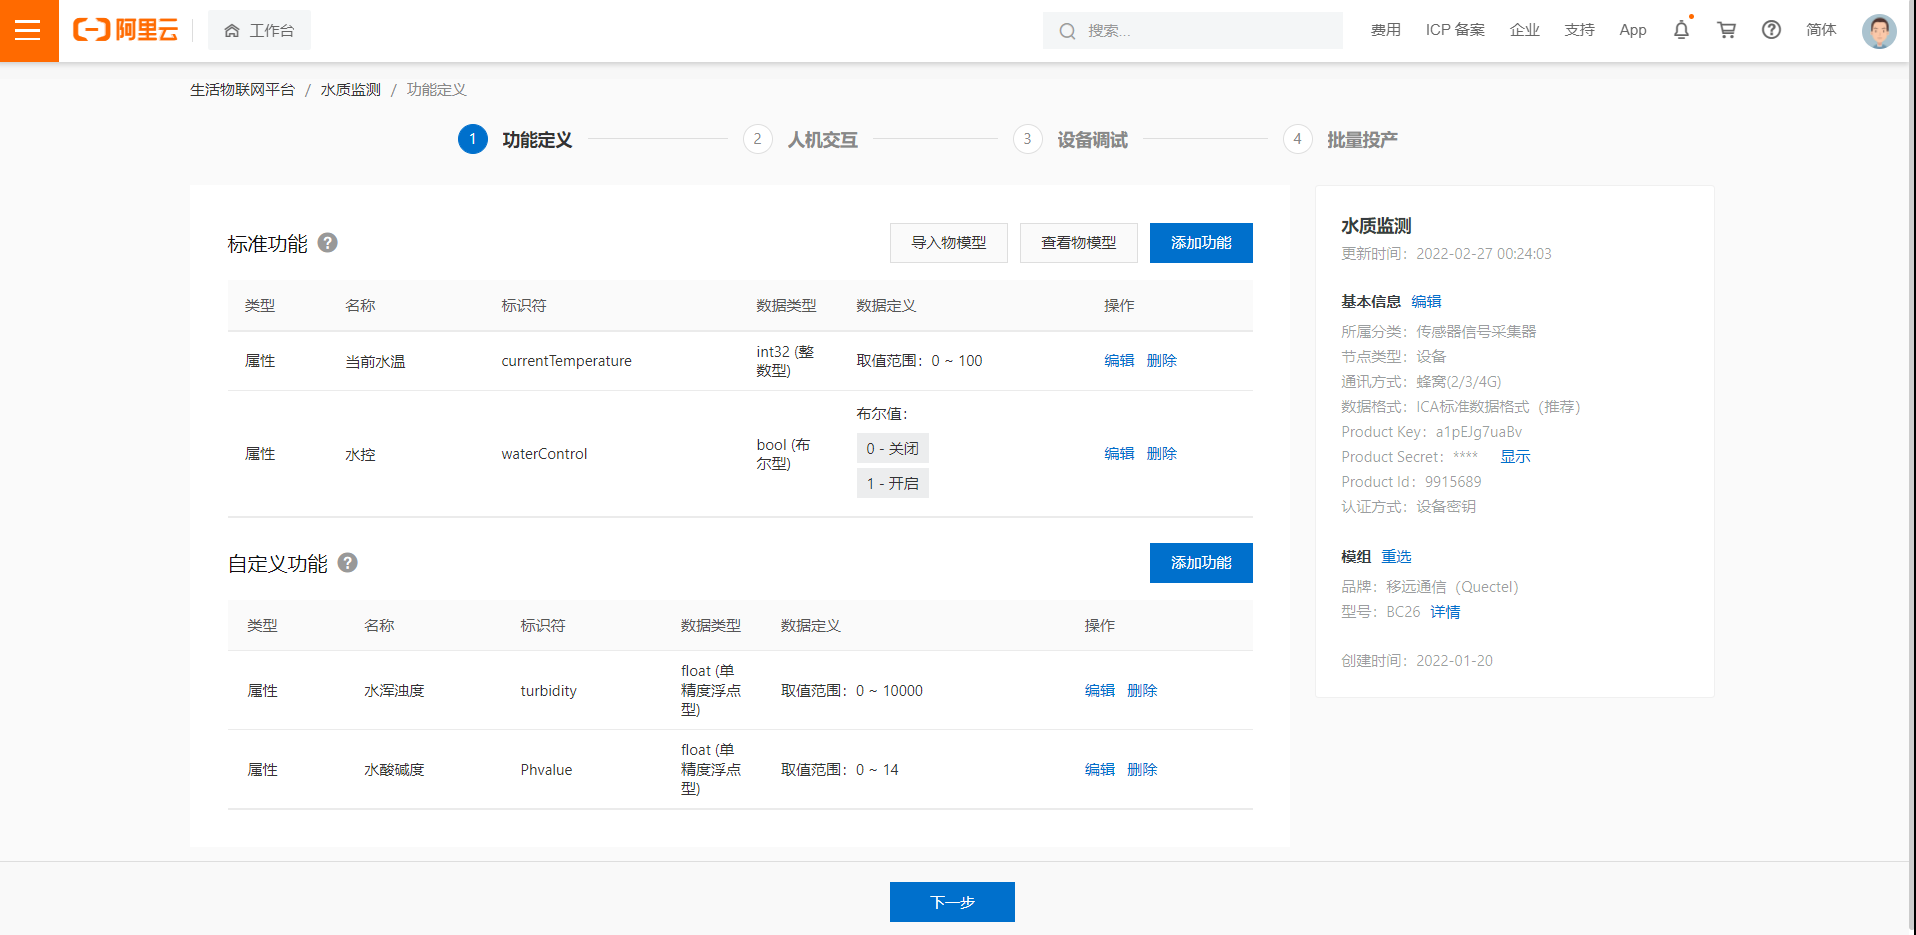 阿里云
工作台
搜索...
费用
ICP 备案
企业
支持
App
简体
生活物联网平台 / 水质监测 / 功能定义
1 功能定义
2 人机交互
3 设备调试
4 批量投产
标准功能
导入物模型
查看物模型
添加功能
类型 名称 标识符 数据类型 数据定义 操作
属性 当前水温 currentTemperature int32 (整
数型) 取值范围：0 ~ 100 编辑 删除
属性 水控 waterControl bool (布
尔型) 布尔值：
0 - 关闭
1 - 开启
编辑 删除
自定义功能
添加功能
类型 名称 标识符 数据类型 数据定义 操作
属性 水浑浊度 turbidity float (单
精度浮点
型) 取值范围：0 ~ 10000 编辑 删除
属性 水酸碱度 Phvalue float (单
精度浮点
型) 取值范围：0 ~ 14 编辑 删除
水质监测
更新时间：2022-02-27 00:24:03
基本信息 编辑
所属分类：传感器信号采集器
节点类型：设备
通讯方式：蜂窝(2/3/4G)
数据格式：ICA标准数据格式（推荐）
Product Key：a1pEJg7uaBv
Product Secret：**** 显示
Product Id：9915689
认证方式：设备密钥
模组 重选
品牌：移远通信（Quectel）
型号：BC26 详情
创建时间：2022-01-20
下一步